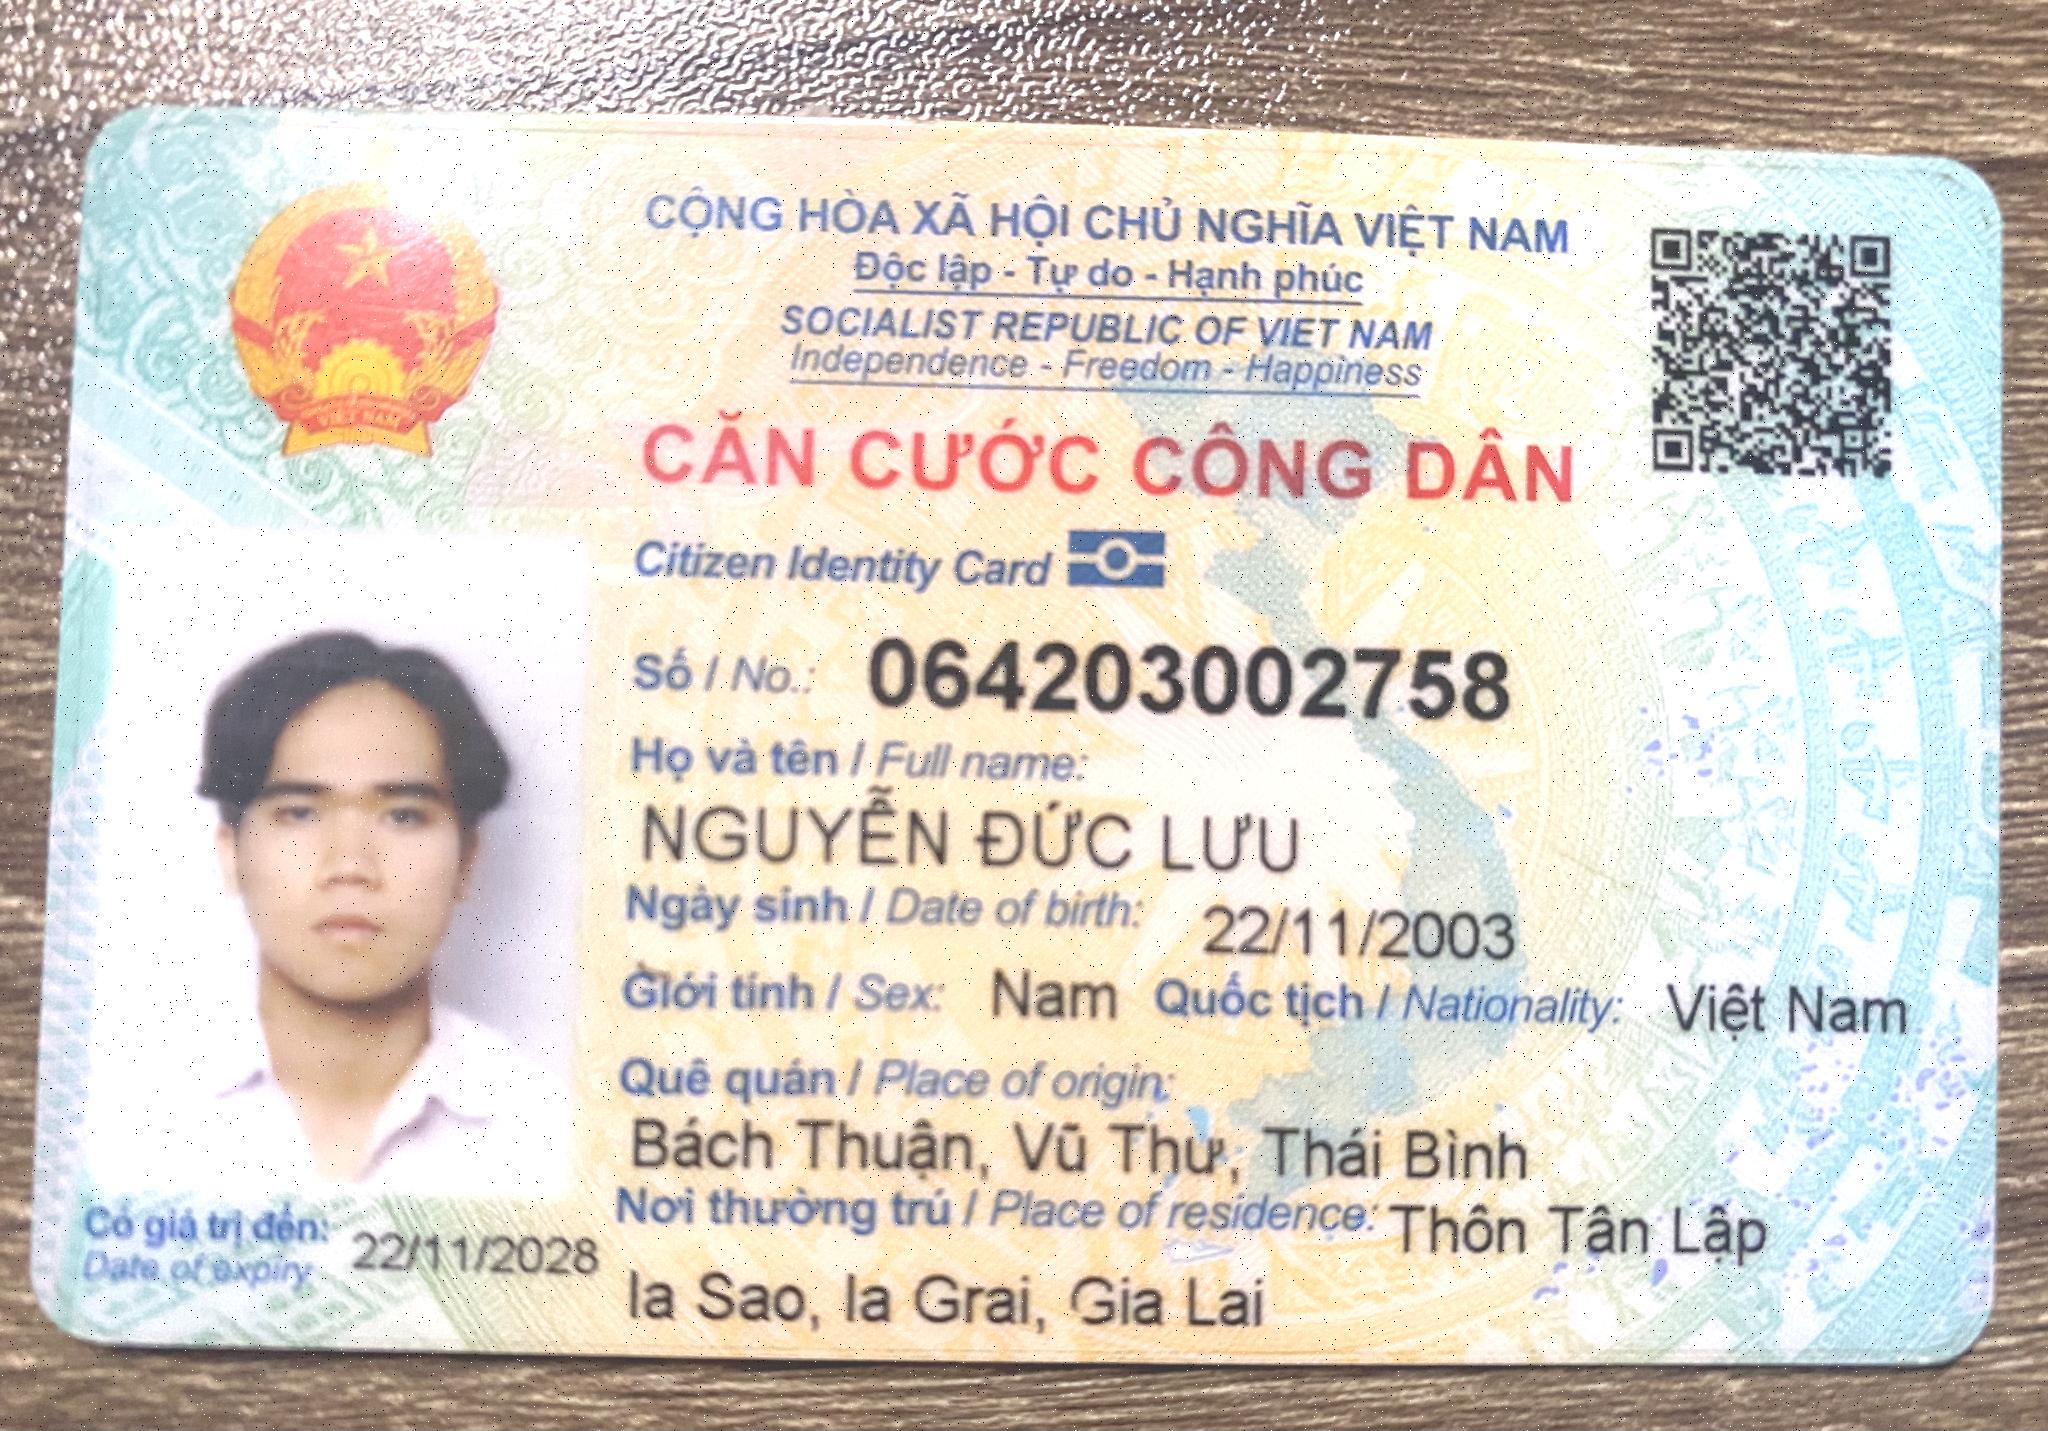 CỘNG HÒA XÃ HỘI CHỦ NGHĨA VIỆT NAM
Độc lập - Tự do - Hạnh phúc
SOCIALIST REPUBLIC OF VIET NAM
Independence - Freedom - Happiness
CĂN CƯỚC CÔNG DÂN
Citizen Identity Card
Số / No.: 064203002758
Họ và tên / Full name:
NGUYỄN ĐỨC LƯU
Ngày sinh / Date of birth: 22/11/2003
Giới tính / Sex: Nam Quốc tịch / Nationality: Việt Nam
Quê quán / Place of origin:
Bách Thuận, Vũ Thư, Thái Bình
Nơi thường trú / Place of residence: Thôn Tân Lập
Ia Sao, Ia Grai, Gia Lai
Có giá trị đến: 22/11/2028
Date of expiry
VIỆT NAM